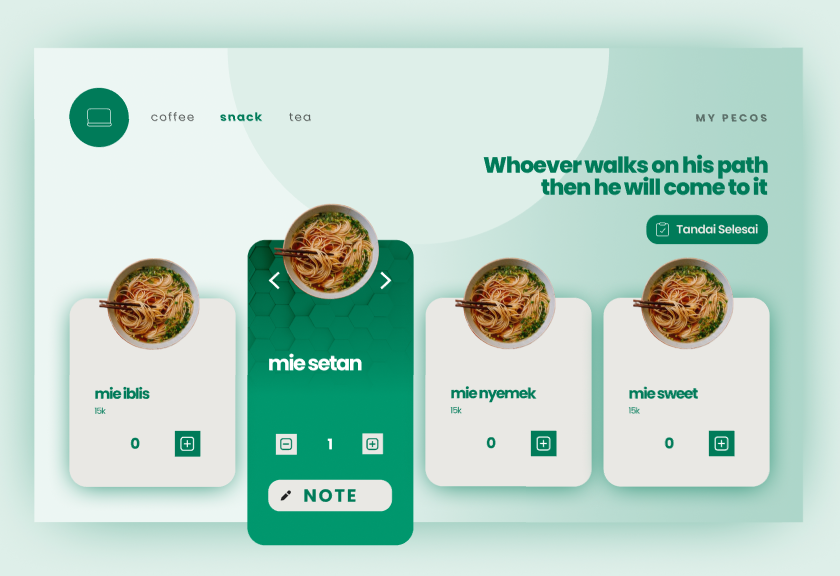 coffee snack tea
MY PECOS
Whoever walks on his path
then he will come to it
Tandai Selesai
mie iblis
15k
0
mie setan
1
NOTE
mie nyemek
15k
0
mie sweet
15k
0